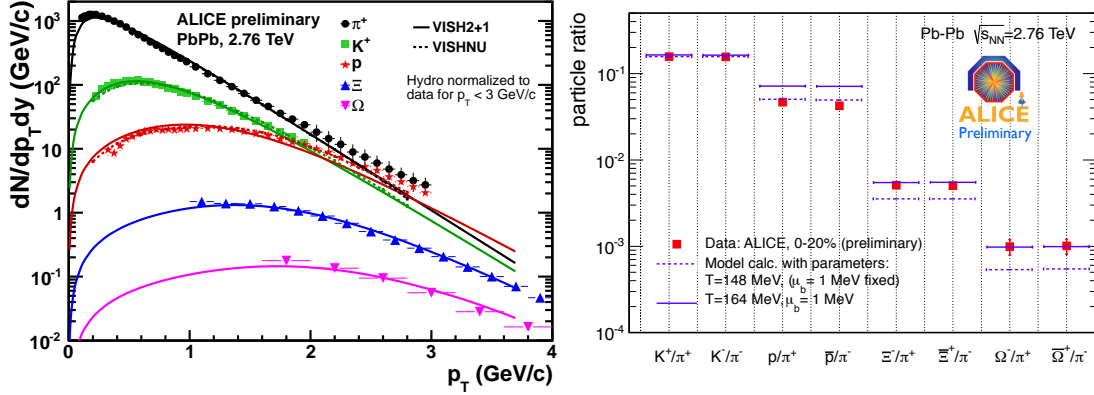 ALICE preliminary
PbPb, 2.76 TeV
π⁺
K⁺
p
Ξ
Ω
VISH2+1
VISHNU
Hydro normalized to
data for p_T < 3 GeV/c
dN/dp_T dy (GeV/c)
10³
10²
10
1
10⁻¹
10⁻²
0 1 2 3 4
p_T (GeV/c)
particle ratio
Pb-Pb √s_NN=2.76 TeV
ALICE
Preliminary
10⁻¹
10⁻²
10⁻³
10⁻⁴
Data: ALICE, 0-20% (preliminary)
Model calc. with parameters:
T=148 MeV, (μ_b = 1 MeV fixed)
T=164 MeV, μ_b = 1 MeV
K⁺/π⁺ K⁻/π⁻ p/π⁺ p̅/π⁻ Ξ⁻/π⁺ Ξ̅⁺/π⁻ Ω⁻/π⁺ Ω̅⁺/π⁻